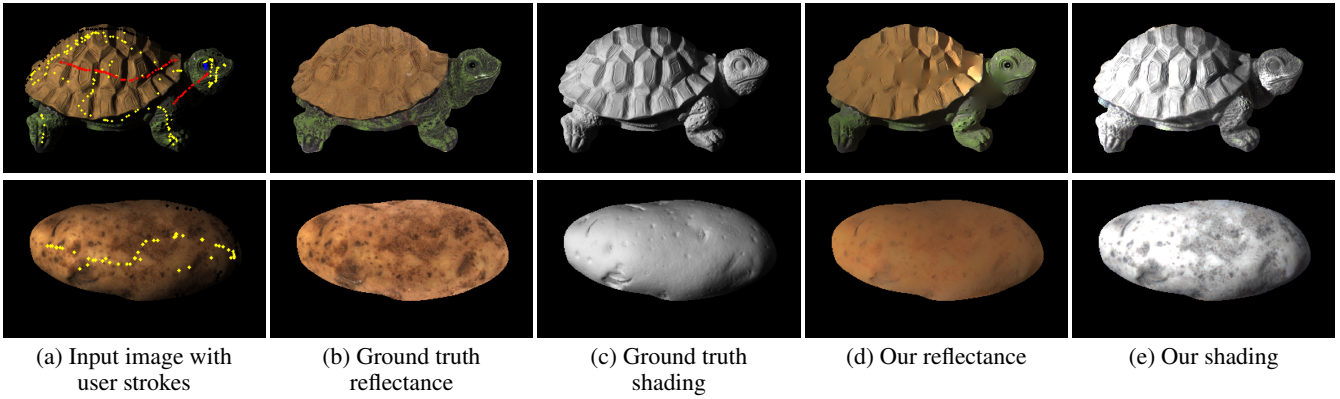 (a) Input image with
user strokes
(b) Ground truth
reflectance
(c) Ground truth
shading
(d) Our reflectance
(e) Our shading